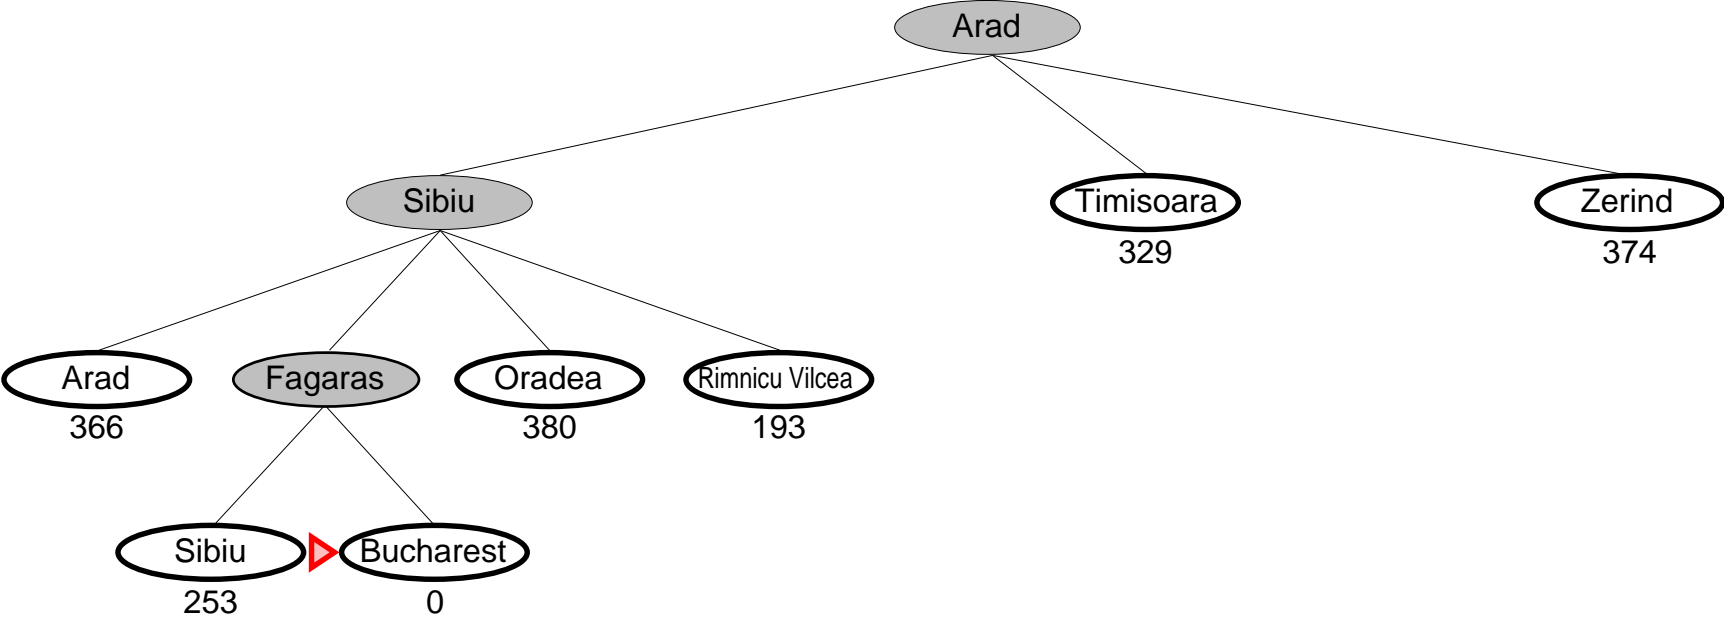 Arad
Sibiu
Timisoara
Zerind
329
374
Arad
Fagaras
Oradea
Rimnicu Vilcea
366
380
193
Sibiu
Bucharest
253
0